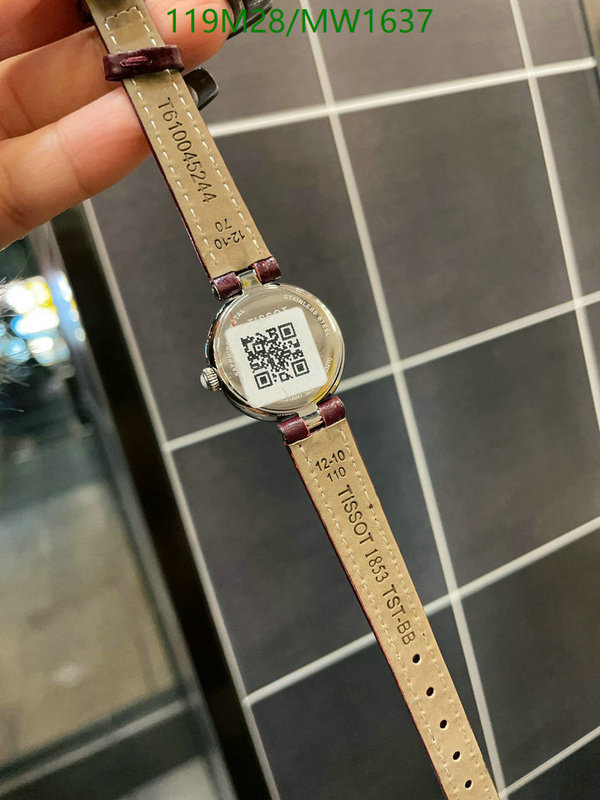 119M28/MW1637
T610045244
12-10
70
STAINLESS STEEL
TISSOT
12-10
110
TISSOT 1853 TST-BB